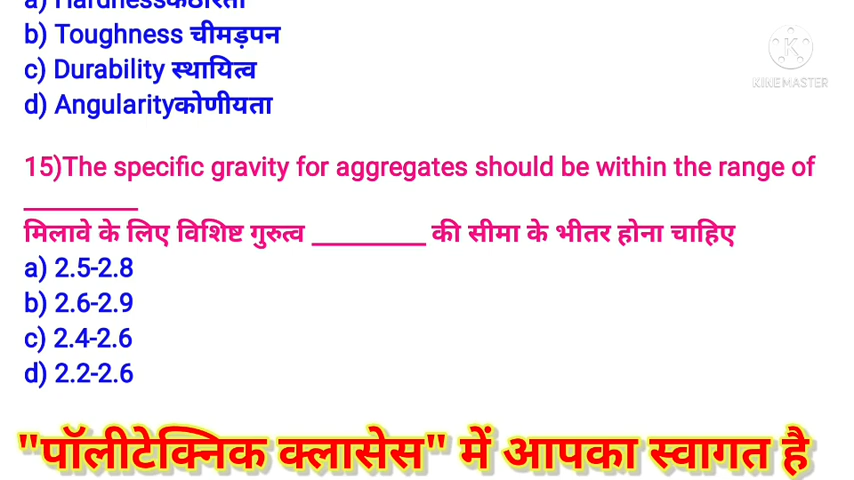 a) Hardnessकठोरता
b) Toughness चीमड़पन
c) Durability स्थायित्व
d) Angularityकोणीयता
K
KINEMASTER
15)The specific gravity for aggregates should be within the range of
_________
मिलावे के लिए विशिष्ट गुरुत्व _________ की सीमा के भीतर होना चाहिए
a) 2.5-2.8
b) 2.6-2.9
c) 2.4-2.6
d) 2.2-2.6
"पॉलीटेक्निक क्लासेस" में आपका स्वागत है